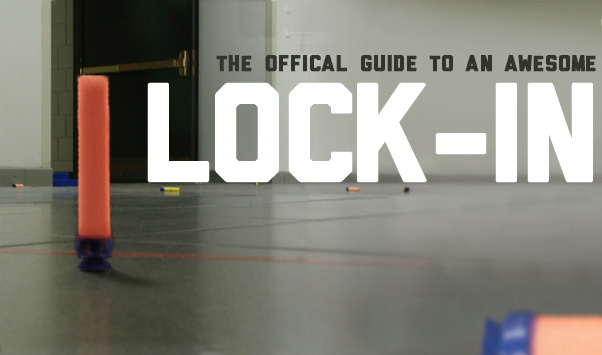 THE OFFICAL GUIDE TO AN AWESOME
LOCK-IN